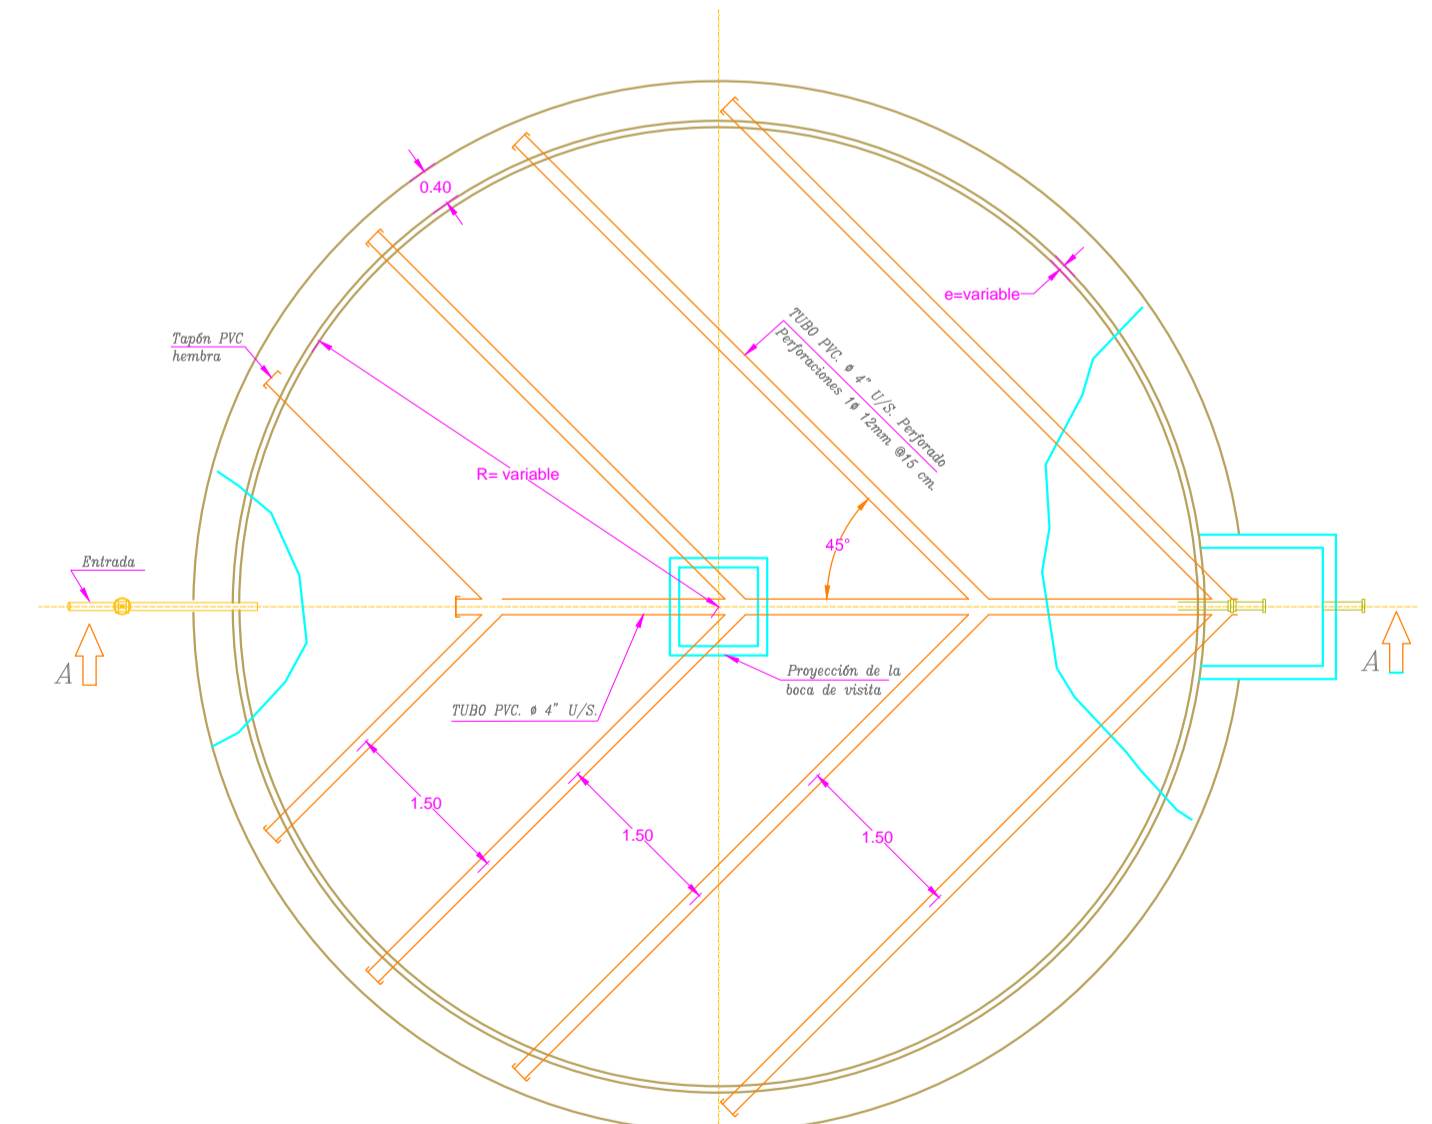 0.40
e=variable
TUBO PVC. ø 4" U/S. Perforado
Perforaciones 1ø 12mm @15 cm.
Tapón PVC
hembra
R= variable
45°
Entrada
A
A
Proyección de la
boca de visita
TUBO PVC. ø 4" U/S.
1.50
1.50
1.50